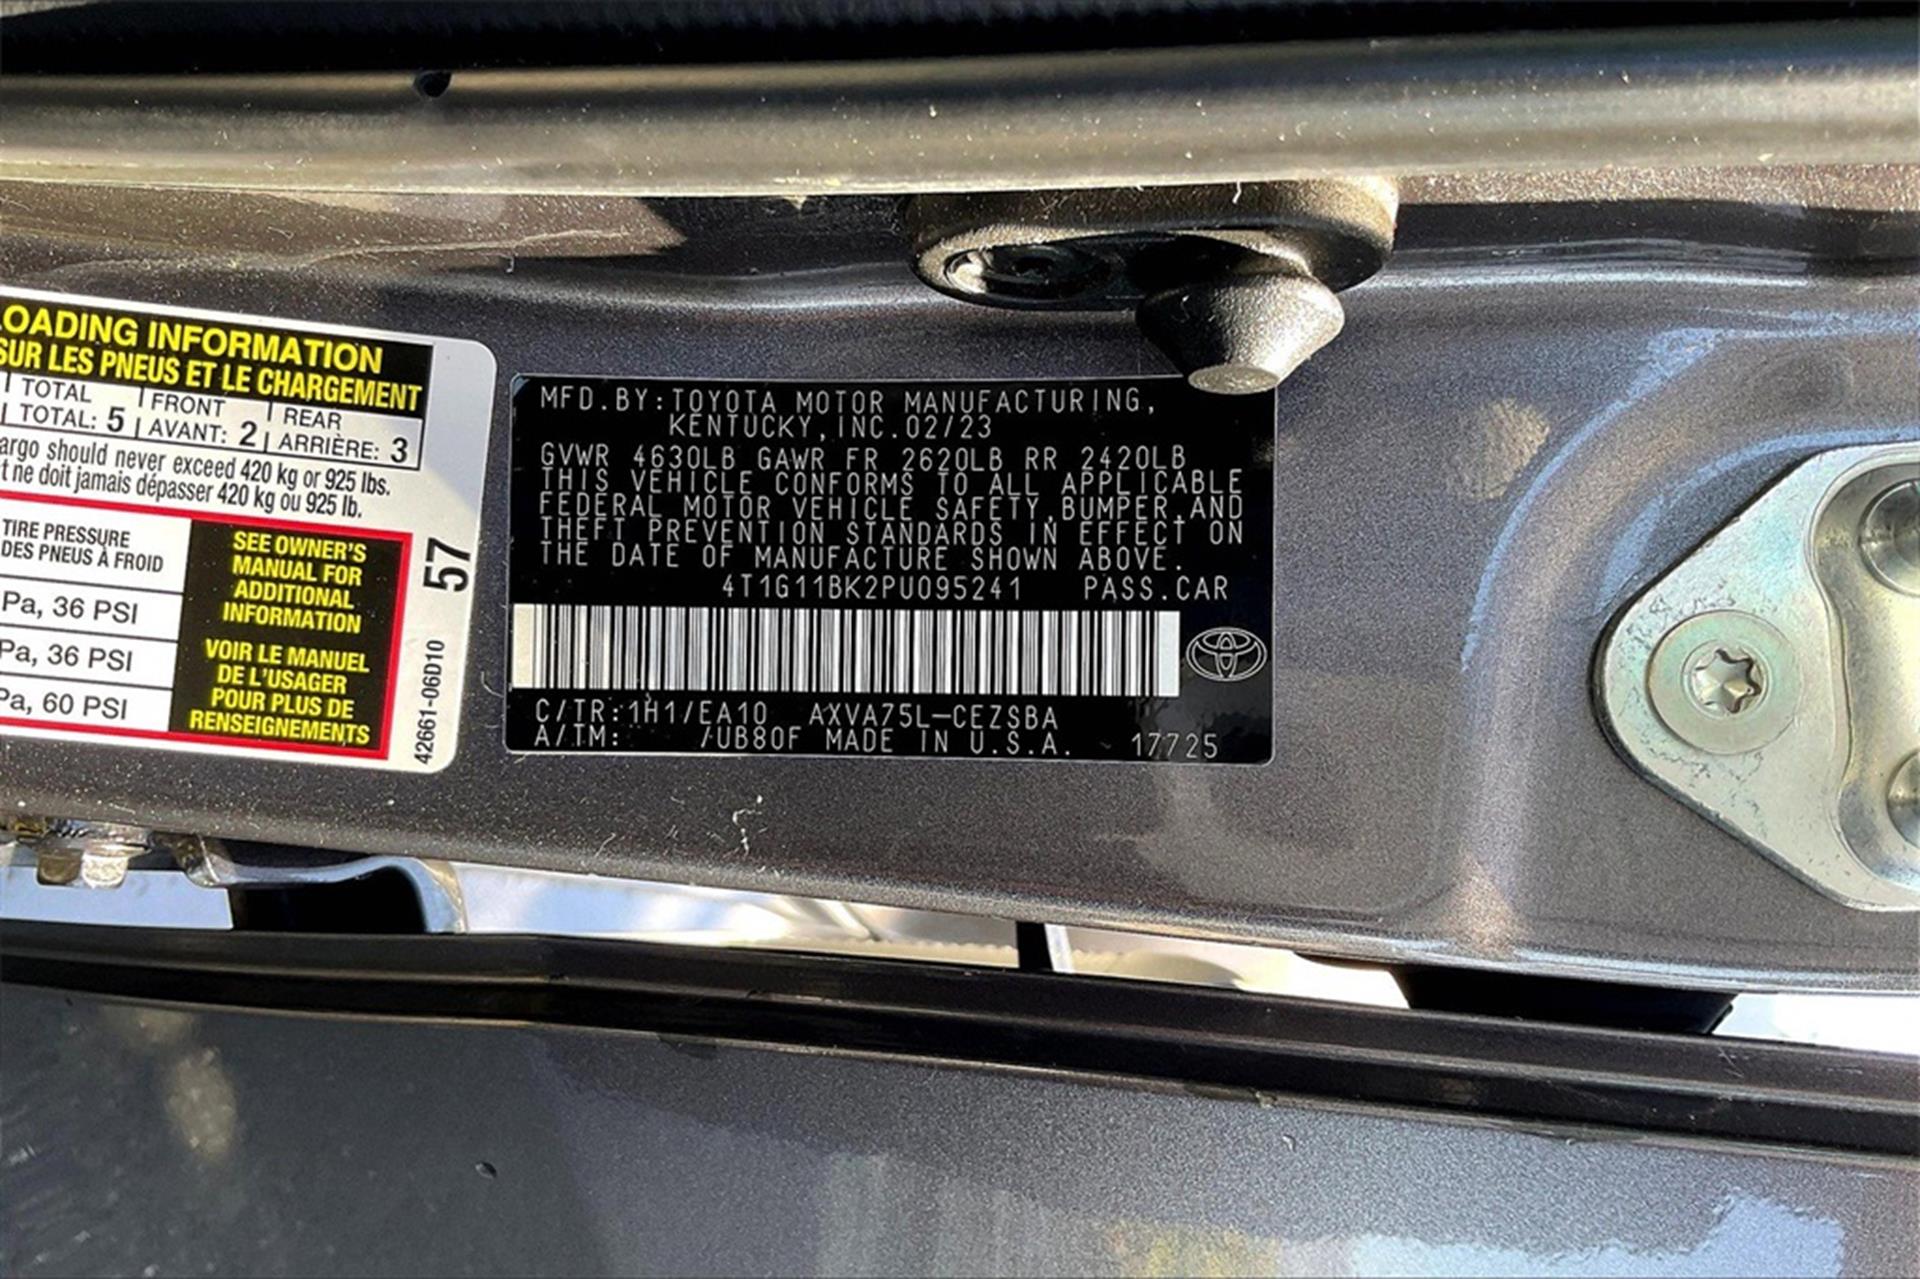 LOADING INFORMATION
SUR LES PNEUS ET LE CHARGEMENT
TOTAL FRONT REAR
TOTAL: 5 AVANT: 2 ARRIÈRE: 3
should never exceed 420 kg or 925 lbs.
ne doit jamais dépasser 420 kg ou 925 lb.
TIRE PRESSURE
DES PNEUS À FROID
Pa, 36 PSI
Pa, 36 PSI
Pa, 60 PSI
SEE OWNER'S
MANUAL FOR
ADDITIONAL
INFORMATION
VOIR LE MANUEL
DE L'USAGER
POUR PLUS DE
RENSEIGNEMENTS
57
42661-06D10
MFD.BY:TOYOTA MOTOR MANUFACTURING,
KENTUCKY,INC.02/23
GVWR 4630LB GAWR FR 2620LB RR 2420LB
THIS VEHICLE CONFORMS TO ALL APPLICABLE
FEDERAL MOTOR VEHICLE SAFETY,BUMPER,AND
THEFT PREVENTION STANDARDS IN EFFECT ON
THE DATE OF MANUFACTURE SHOWN ABOVE.
4T1G11BK2PU095241 PASS.CAR
C/TR:1H1/EA10 AXVA75L-CEZSBA
A/TM: /UB80F MADE IN U.S.A. 17725